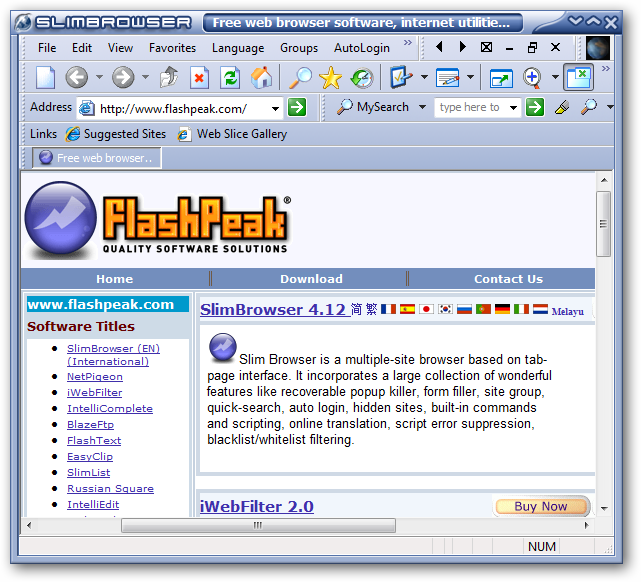 SLIMBROWSER Free web browser software, internet utilitie...
File Edit View Favorites Language Groups AutoLogin »
Address http://www.flashpeak.com/ MySearch type here to »
Links Suggested Sites Web Slice Gallery
Free web browser..
FlashPeak®
QUALITY SOFTWARE SOLUTIONS
Home Download Contact Us
www.flashpeak.com
Software Titles
SlimBrowser (EN)
(International)
NetPigeon
iWebFilter
IntelliComplete
BlazeFtp
FlashText
EasyClip
SlimList
Russian Square
IntelliEdit
SlimBrowser 4.12 简 繁 Melayu
Slim Browser is a multiple-site browser based on tab-
page interface. It incorporates a large collection of wonderful
features like recoverable popup killer, form filler, site group,
quick-search, auto login, hidden sites, built-in commands
and scripting, online translation, script error suppression,
blacklist/whitelist filtering.
iWebFilter 2.0 Buy Now
NUM